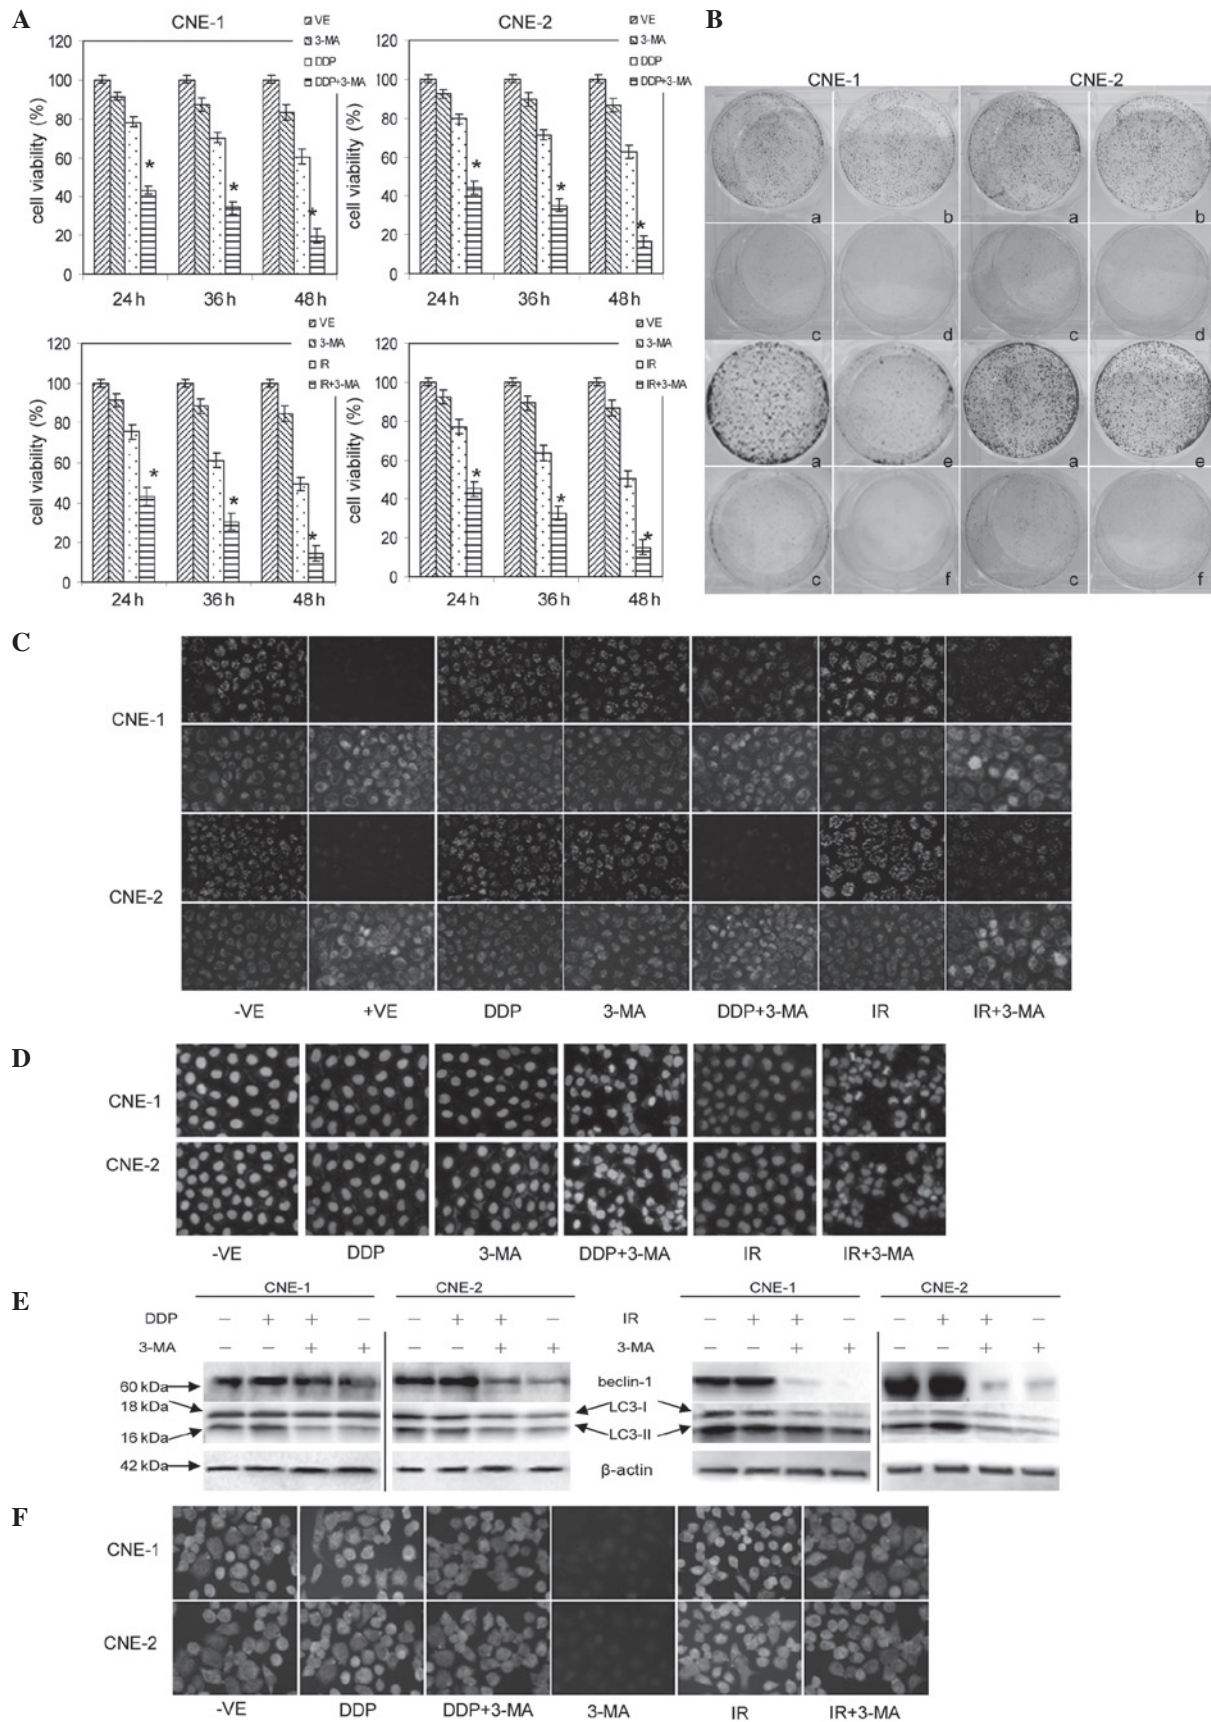 A
CNE-1
VE
3-MA
DDP
DDP+3-MA
cell viability (%)
120
100
80
60
40
20
0
* * *
24 h 36 h 48 h
CNE-2
VE
3-MA
DDP
DDP+3-MA
cell viability (%)
120
100
80
60
40
20
0
* * *
24 h 36 h 48 h
VE
3-MA
IR
IR+3-MA
cell viability (%)
120
100
80
60
40
20
0
* * *
24 h 36 h 48 h
VE
3-MA
IR
IR+3-MA
cell viability (%)
120
100
80
60
40
20
0
* * *
24 h 36 h 48 h
B
CNE-1 CNE-2
a b a b
c d c d
a e a e
c f c f
C
CNE-1
CNE-2
-VE +VE DDP 3-MA DDP+3-MA IR IR+3-MA
D
CNE-1
CNE-2
-VE DDP 3-MA DDP+3-MA IR IR+3-MA
E
CNE-1 CNE-2 CNE-1 CNE-2
DDP − + + − − + + − IR − + + − − + + −
3-MA − − + + − − + + 3-MA − − + + − − + +
60 kDa beclin-1
18 kDa LC3-I
16 kDa LC3-II
42 kDa β-actin
F
CNE-1
CNE-2
-VE DDP DDP+3-MA 3-MA IR IR+3-MA